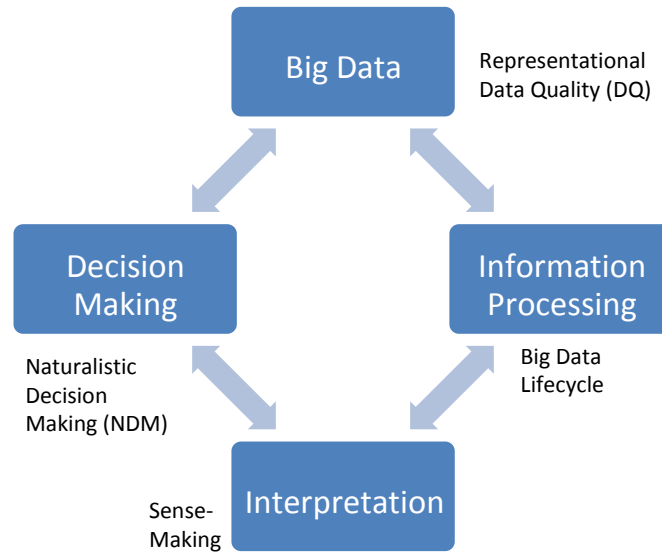 Big Data
Representational
Data Quality (DQ)
Decision
Making
Information
Processing
Naturalistic
Decision
Making (NDM)
Big Data
Lifecycle
Interpretation
Sense-
Making